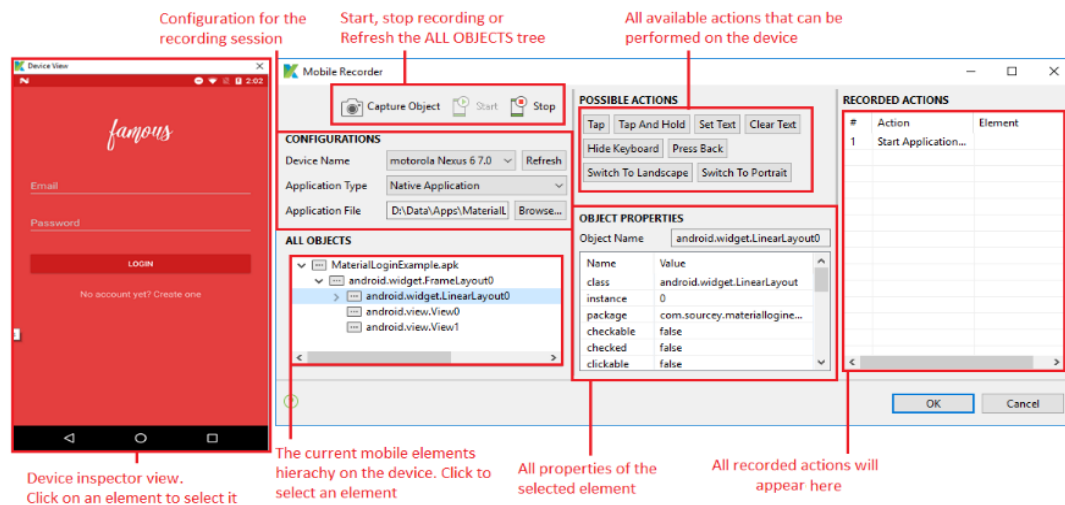 Configuration for the
recording session
Start, stop recording or
Refresh the ALL OBJECTS tree
All available actions that can be
performed on the device
Device View
2:02
famous
Email
Password
LOGIN
No account yet? Create one
Mobile Recorder
Capture Object
Start
Stop
CONFIGURATIONS
Device Name
motorola Nexus 6 7.0
Refresh
Application Type
Native Application
Application File
D:\Data\Apps\MaterialL
Browse...
ALL OBJECTS
MaterialLoginExample.apk
android.widget.FrameLayout0
android.widget.LinearLayout0
android.view.View0
android.view.View1
POSSIBLE ACTIONS
Tap
Tap And Hold
Set Text
Clear Text
Hide Keyboard
Press Back
Switch To Landscape
Switch To Portrait
OBJECT PROPERTIES
Object Name
android.widget.LinearLayout0
Name Value
class android.widget.LinearLayout
instance 0
package com.sourcey.materiallogine...
checkable false
checked false
clickable false
RECORDED ACTIONS
# Action Element
1 Start Application...
OK
Cancel
Device inspector view.
Click on an element to select it
The current mobile elements
hierachy on the device. Click to
select an element
All properties of the
selected element
All recorded actions will
appear here